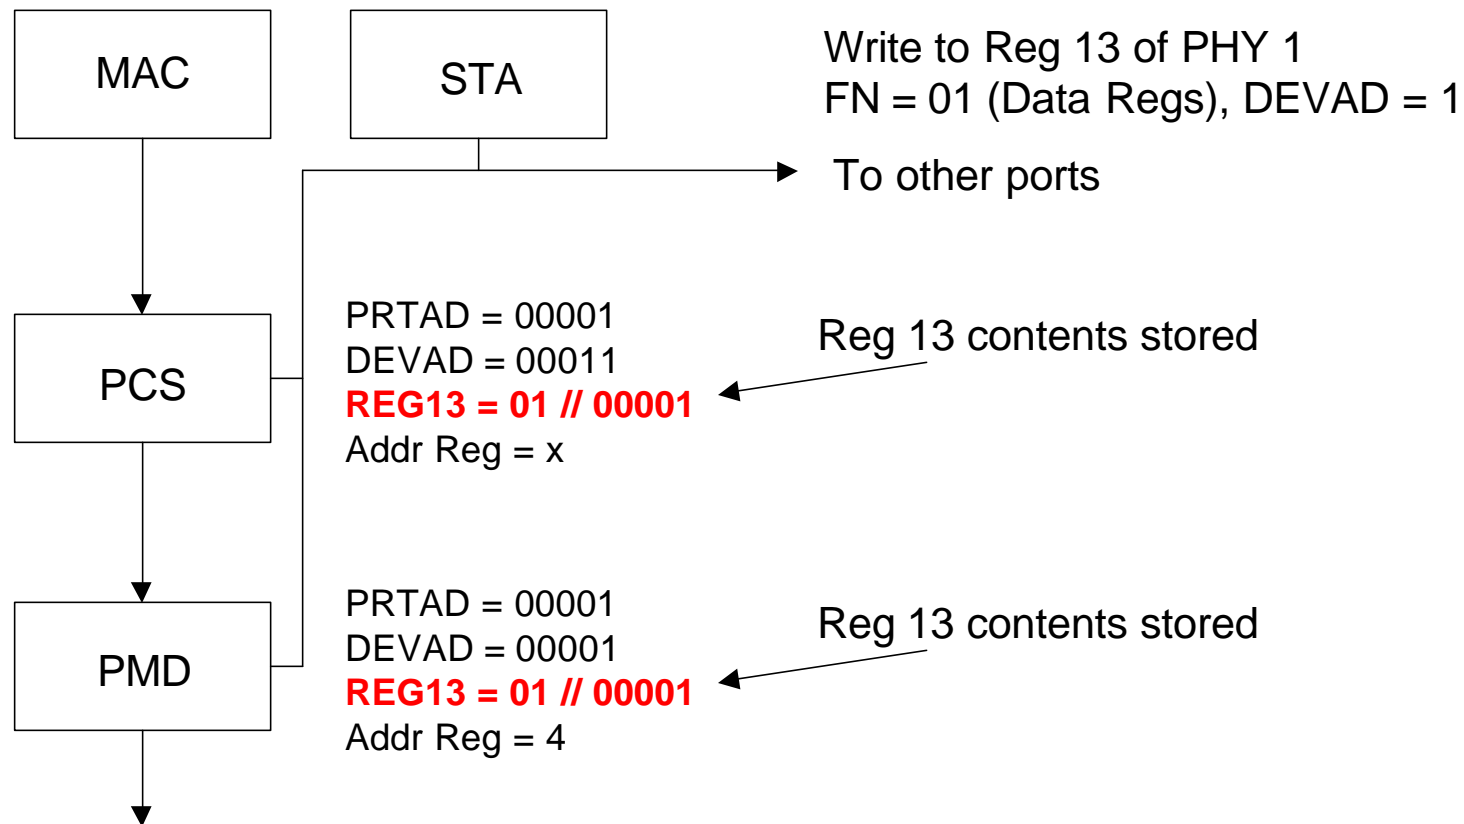 MAC
STA
Write to Reg 13 of PHY 1
FN = 01 (Data Regs), DEVAD = 1
To other ports
PCS
PRTAD = 00001
DEVAD = 00011
REG13 = 01 // 00001
Addr Reg = x
Reg 13 contents stored
PMD
PRTAD = 00001
DEVAD = 00001
REG13 = 01 // 00001
Addr Reg = 4
Reg 13 contents stored